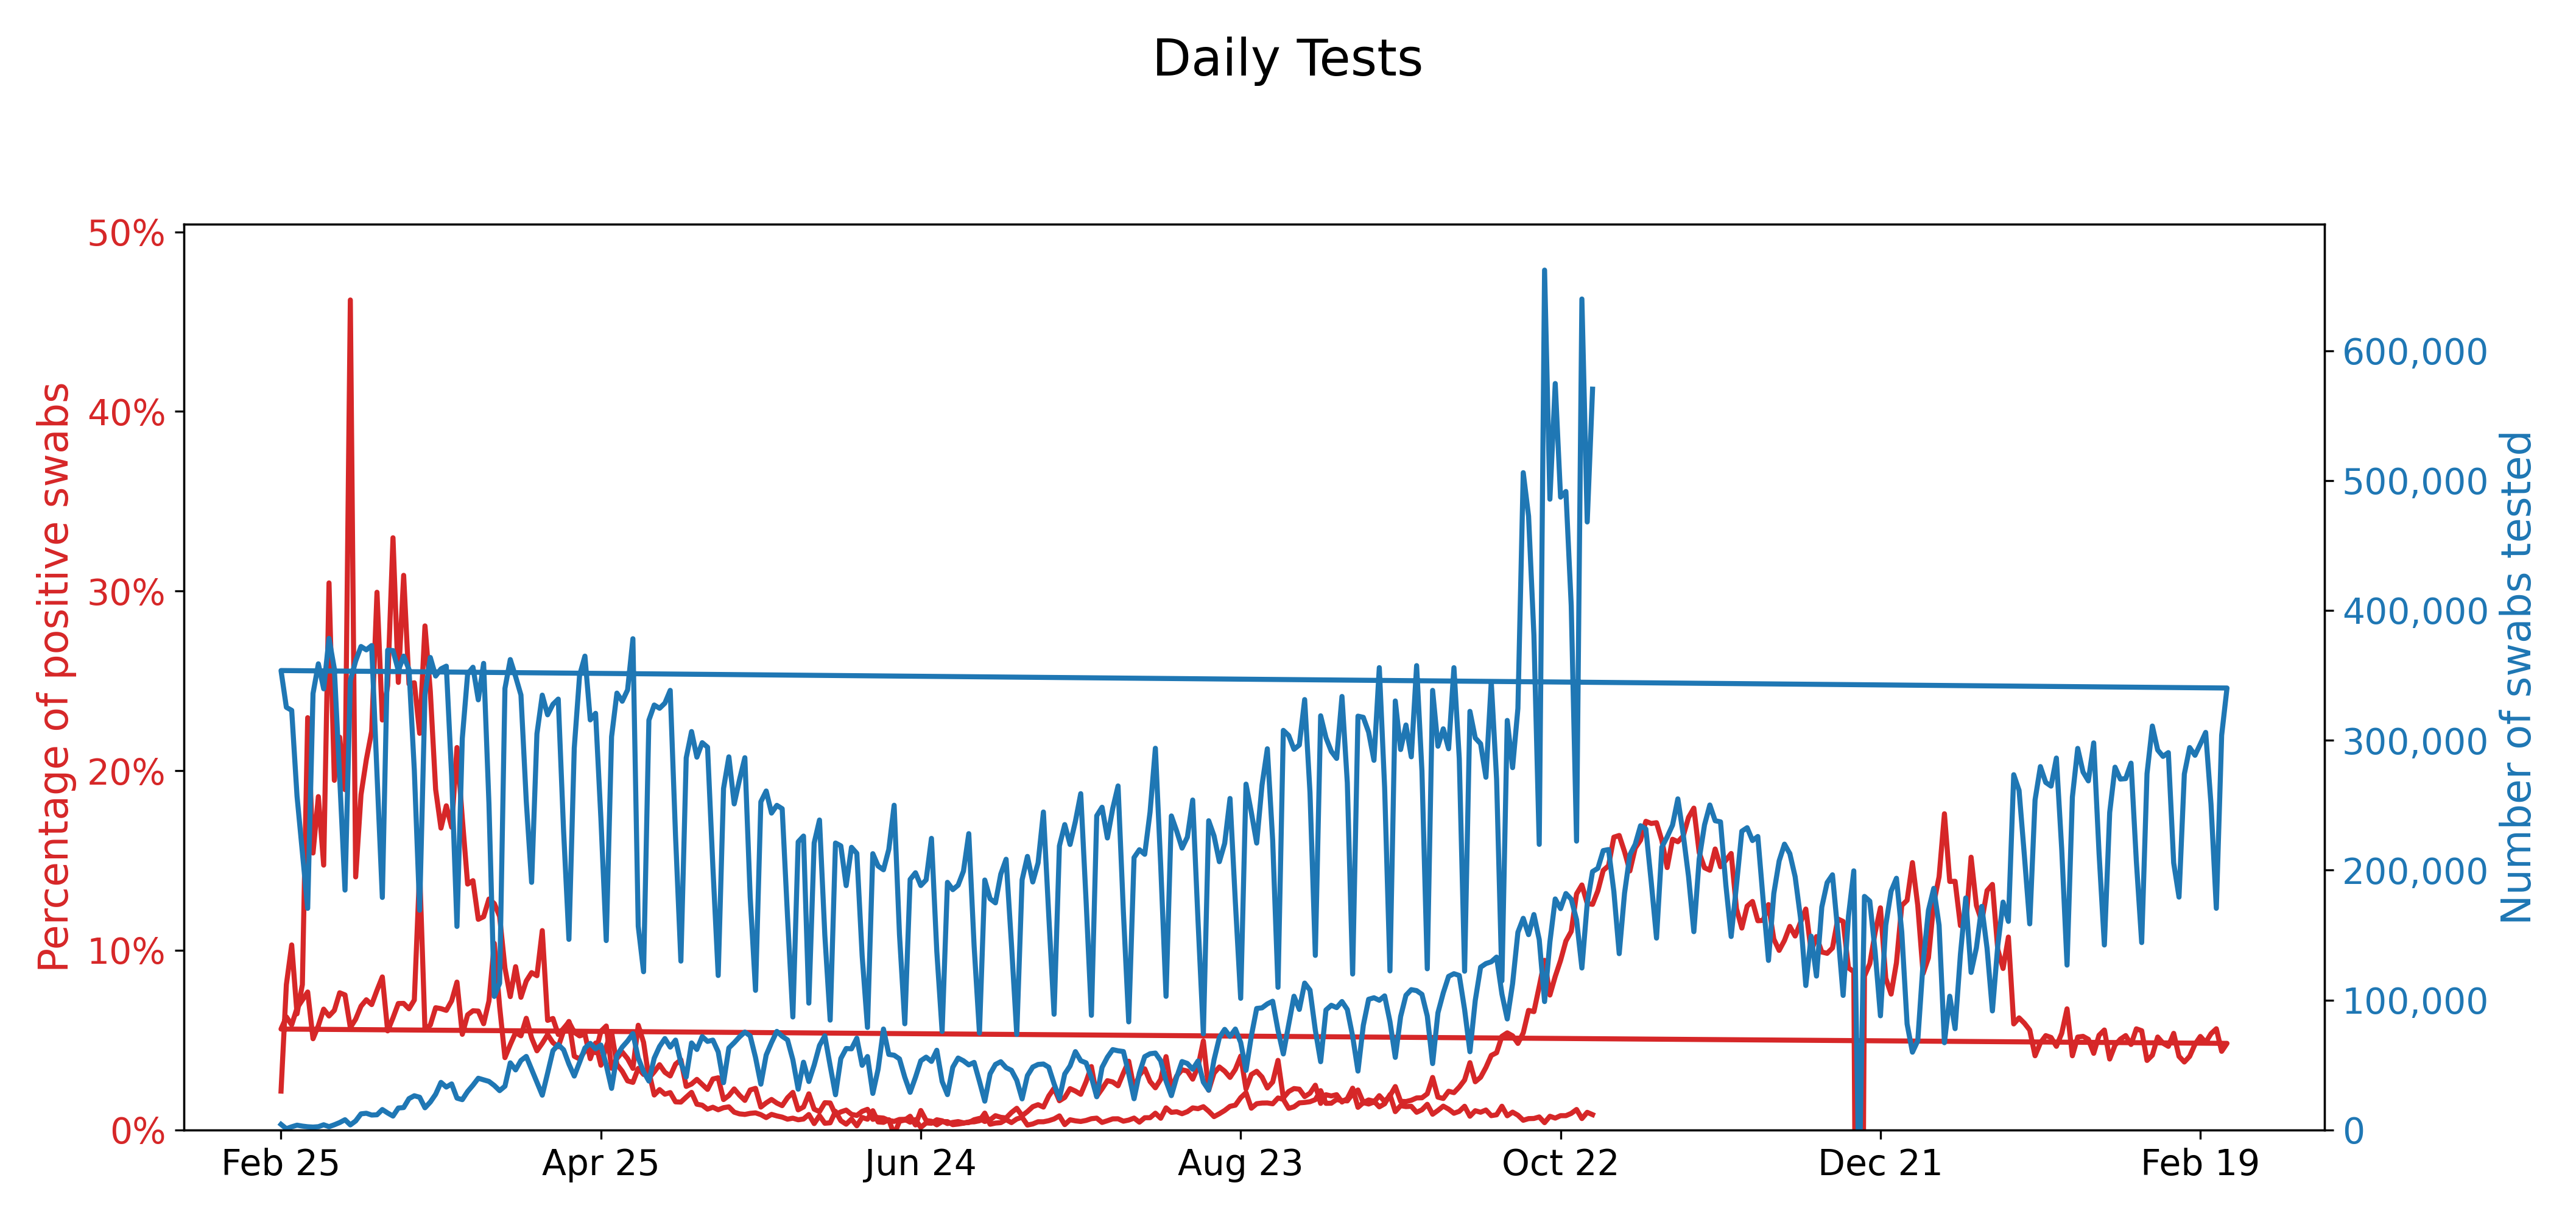 Daily Tests
Percentage of positive swabs
50%
40%
30%
20%
10%
0%
600,000
500,000
400,000
300,000
200,000
100,000
0
Number of swabs tested
Feb 25
Apr 25
Jun 24
Aug 23
Oct 22
Dec 21
Feb 19